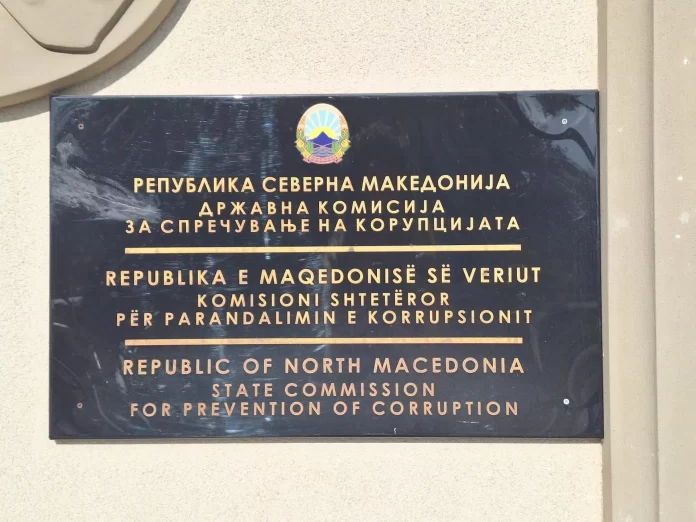 РЕПУБЛИКА СЕВЕРНА МАКЕДОНИЈА
ДРЖАВНА КОМИСИЈА
ЗА СПРЕЧУВАЊЕ НА КОРУПЦИЈАТА
REPUBLIKA E MAQEDONISË SË VERIUT
KOMISIONI SHTETËROR
PËR PARANDALIMIN E KORRUPSIONIT
REPUBLIC OF NORTH MACEDONIA
STATE COMMISSION
FOR PREVENTION OF CORRUPTION